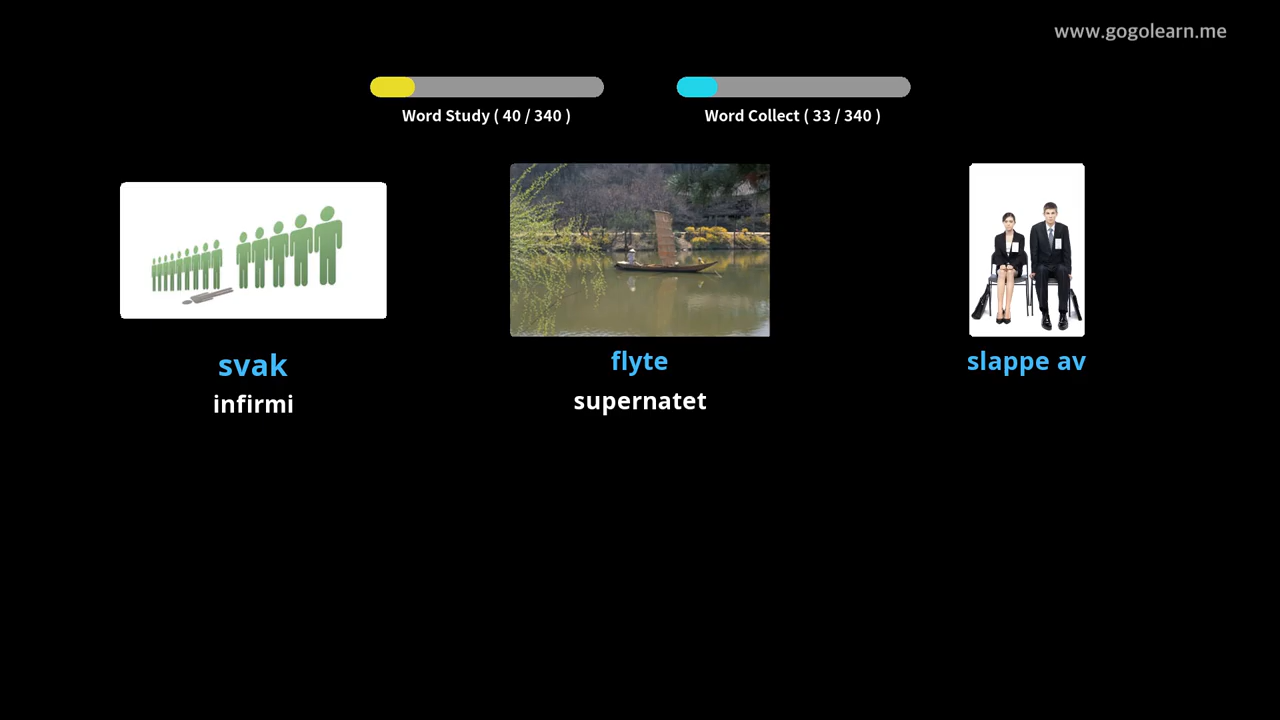 www.gogolearn.me
Word Study ( 40 / 340 )
Word Collect ( 33 / 340 )
svak
infirmi
flyte
supernatet
slappe av